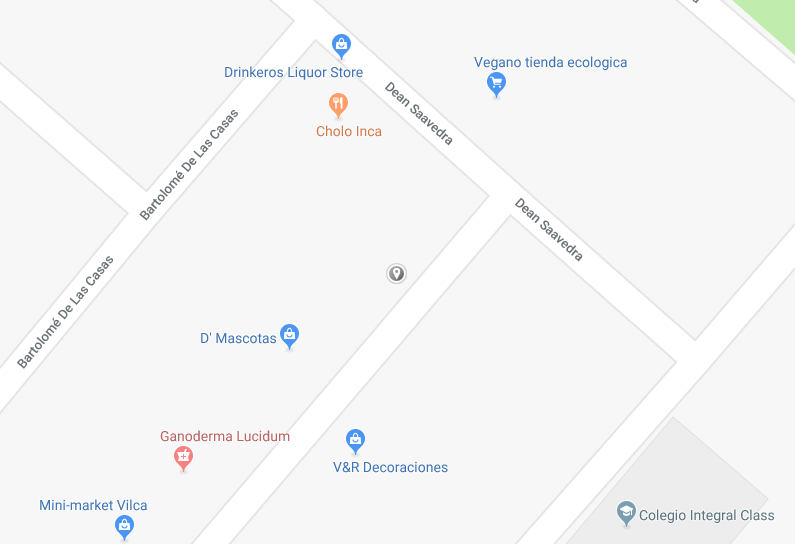 Vegano tienda ecologica
Drinkeros Liquor Store
Dean Saavedra
Cholo Inca
Bartolomé De Las Casas
Dean Saavedra
Bartolomé De Las Casas
D' Mascotas
Ganoderma Lucidum
V&R Decoraciones
Mini-market Vilca
Colegio Integral Class